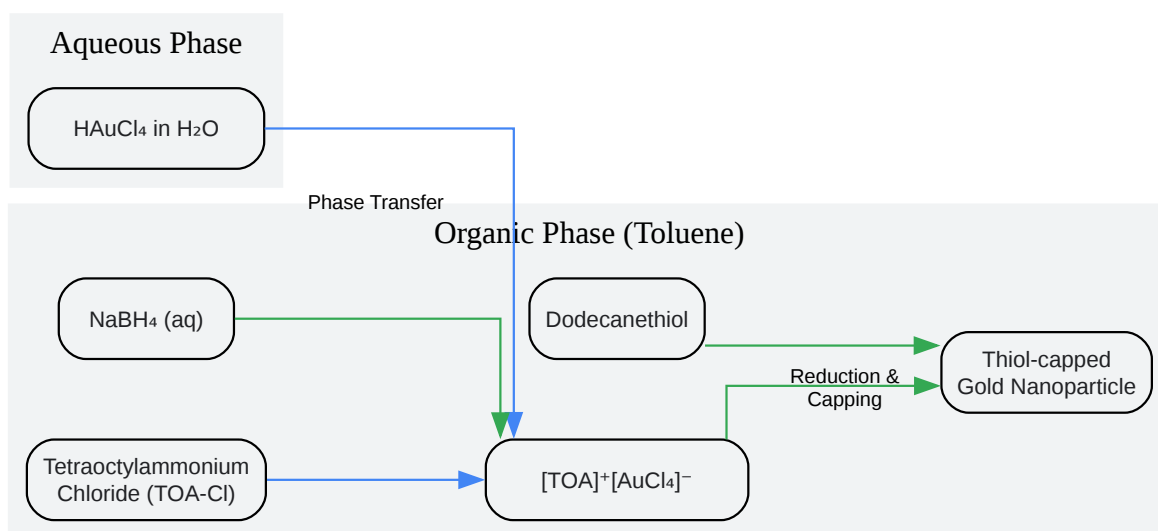 Aqueous Phase
HAuCl₄ in H₂O
Phase Transfer
Organic Phase (Toluene)
NaBH₄ (aq)
Dodecanethiol
Thiol-capped
Gold Nanoparticle
Reduction &
Capping
Tetraoctylammonium
Chloride (TOA-Cl)
[TOA]⁺[AuCl₄]⁻